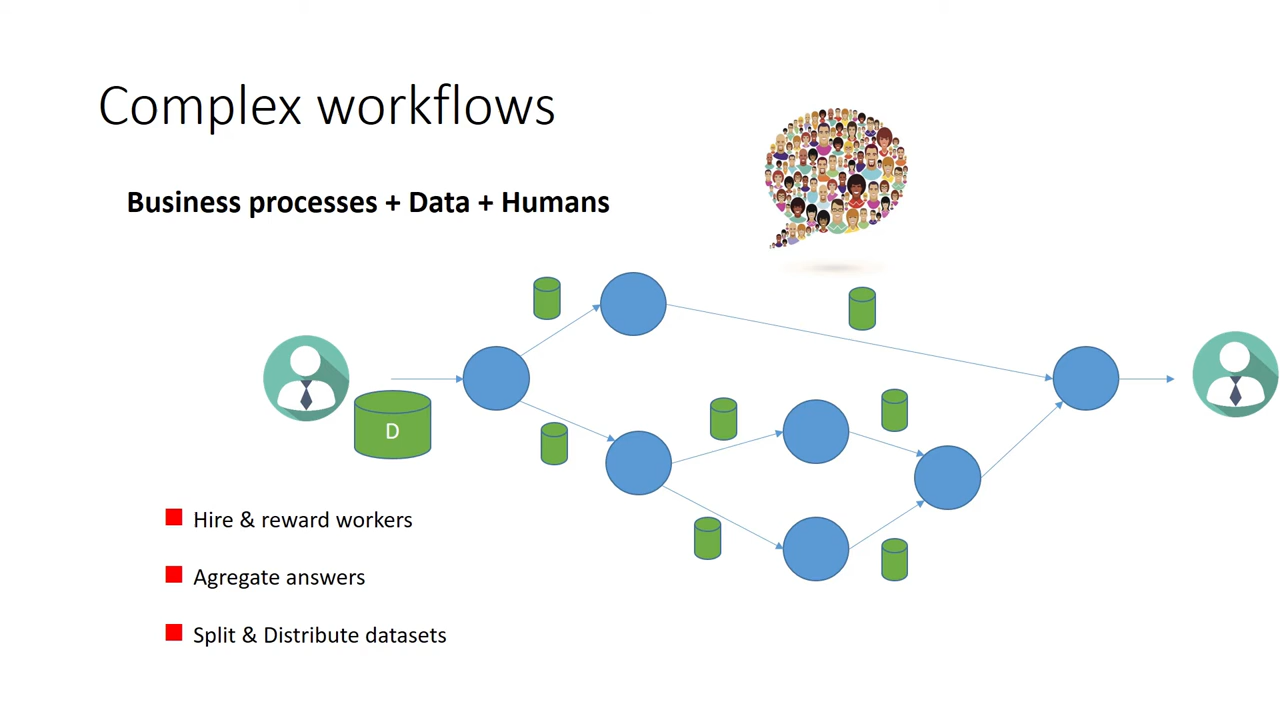 Complex workflows
Business processes + Data + Humans
D
Hire & reward workers
Agregate answers
Split & Distribute datasets